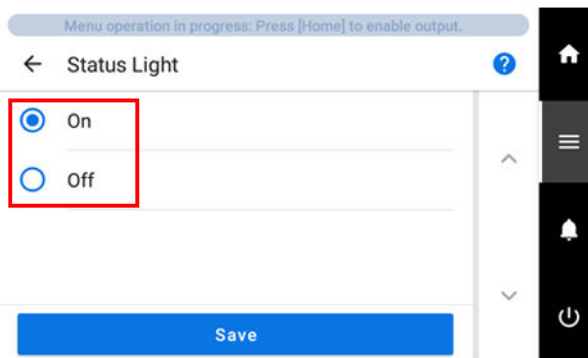 Menu operation in progress: Press [Home] to enable output.
Status Light
?
On
Off
Save